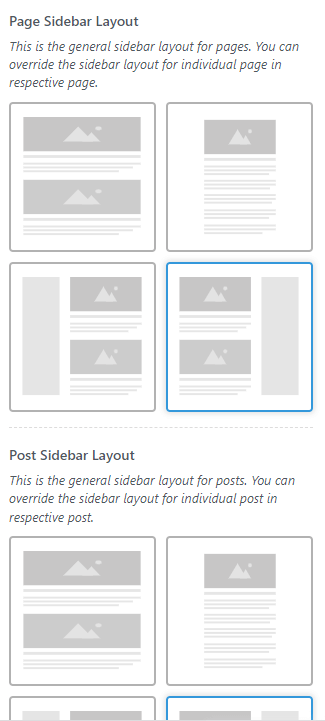 Page Sidebar Layout
This is the general sidebar layout for pages. You can
override the sidebar layout for individual page in
respective page.
Post Sidebar Layout
This is the general sidebar layout for posts. You can
override the sidebar layout for individual post in
respective post.